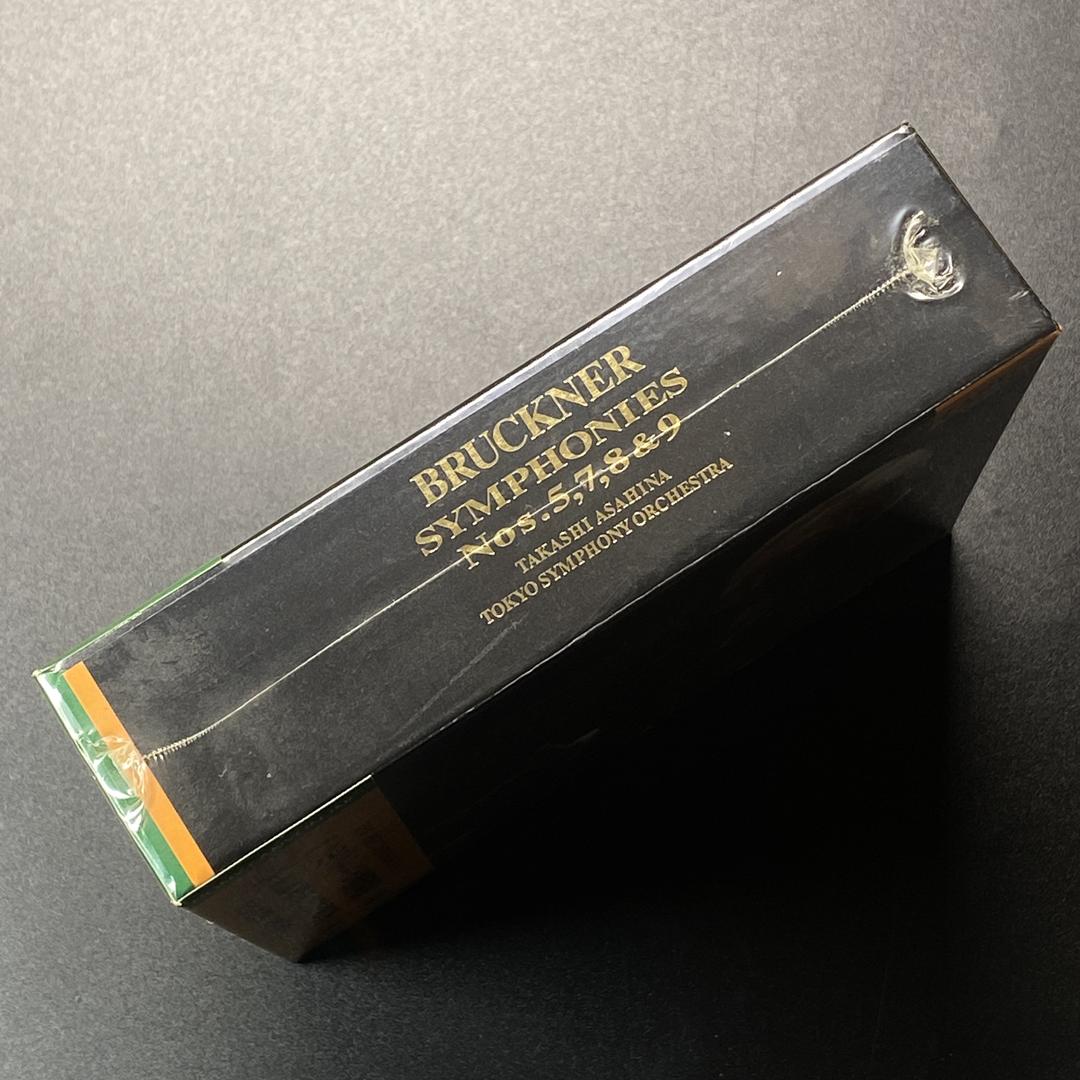 BRUCKNER
SYMPHONIES
Nos.5,7,8&9
TAKASHI ASAHINA
TOKYO SYMPHONY ORCHESTRA